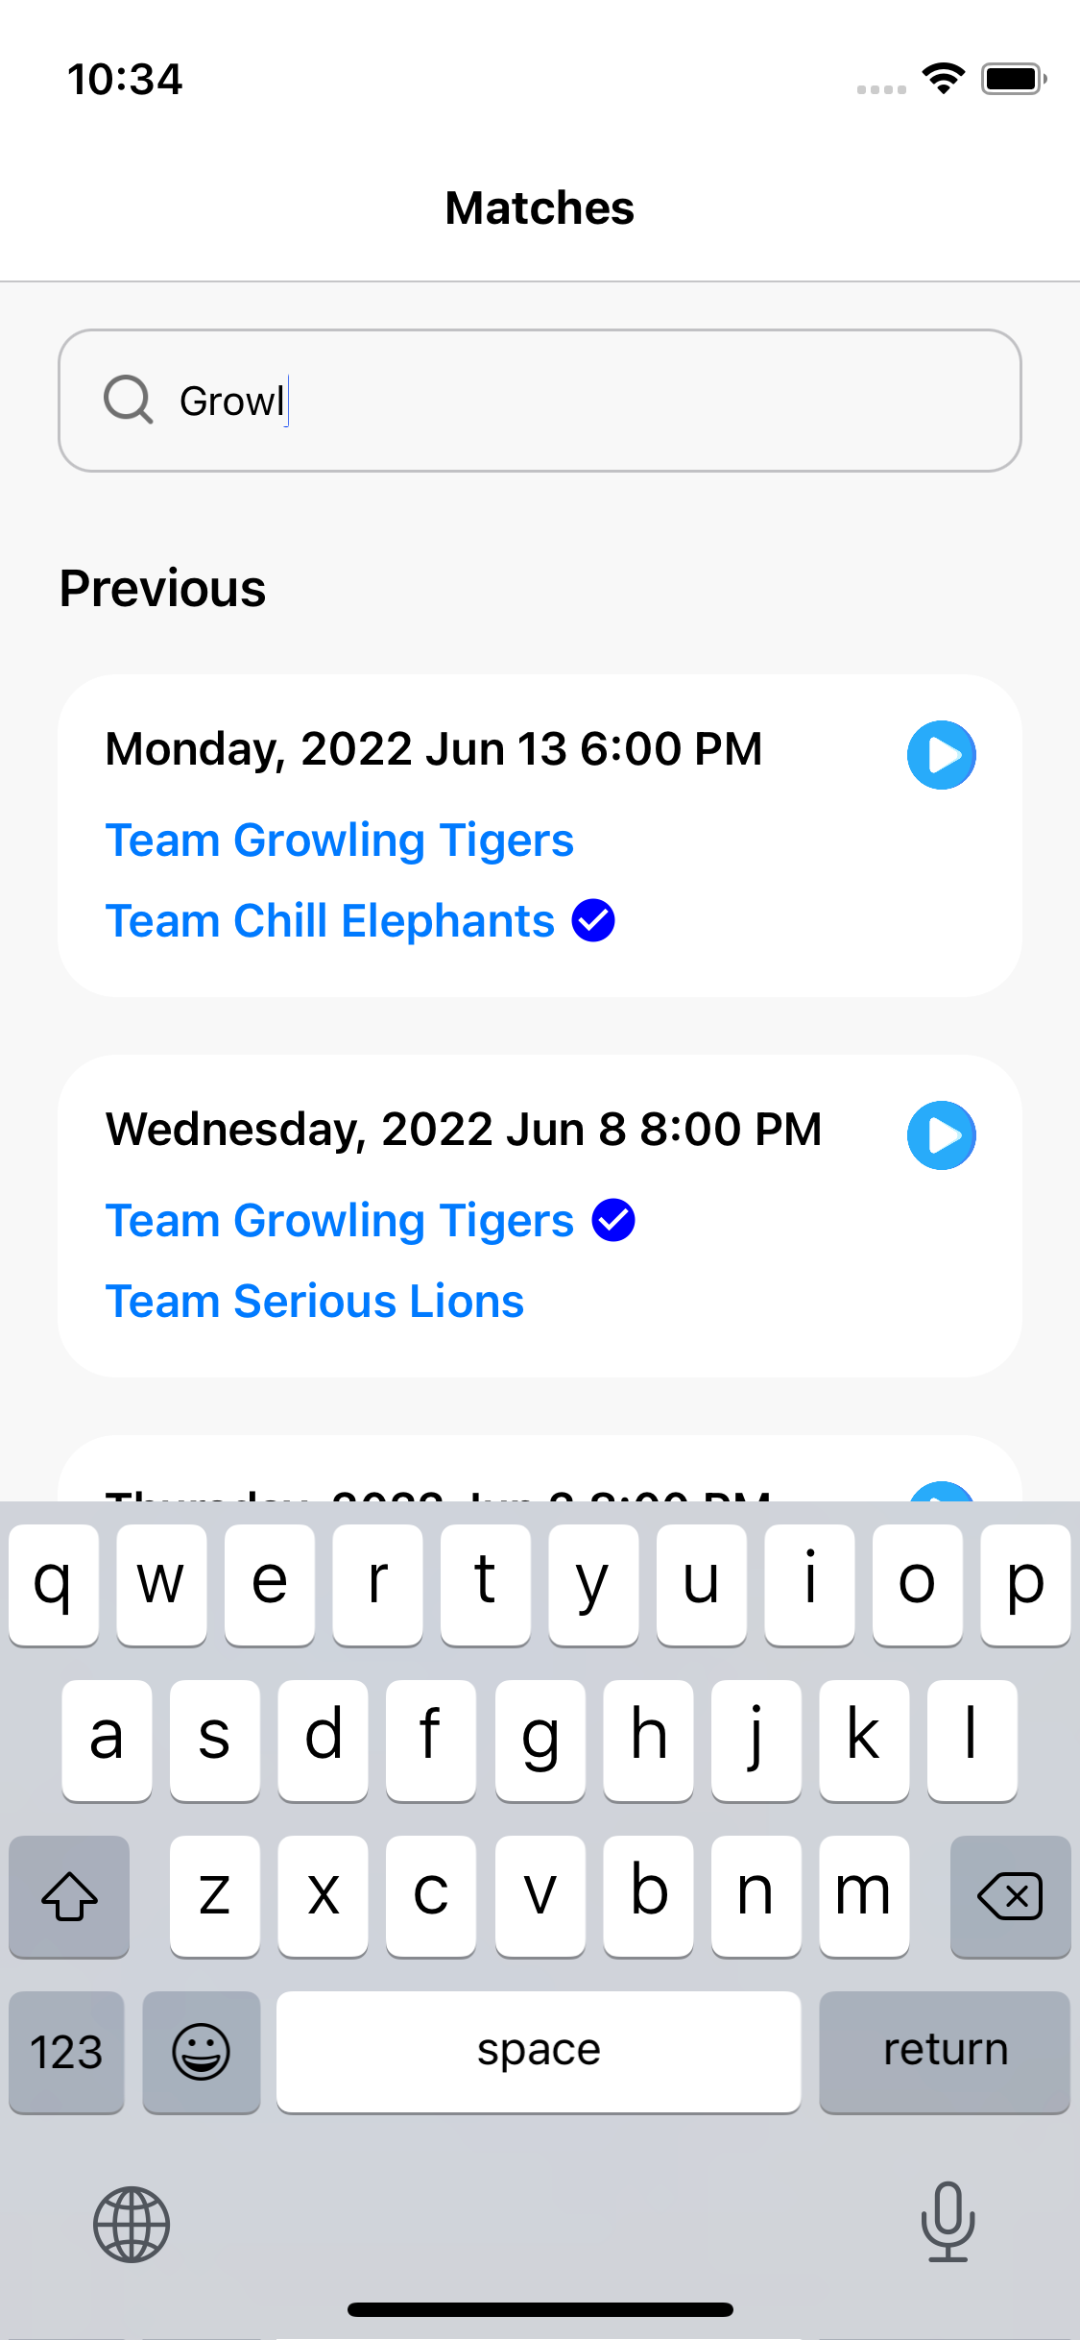 10:34
Matches
Growl
Previous
Monday, 2022 Jun 13 6:00 PM
Team Growling Tigers
Team Chill Elephants
Wednesday, 2022 Jun 8 8:00 PM
Team Growling Tigers
Team Serious Lions
q w e r t y u i o p
a s d f g h j k l
z x c v b n m
123 space return